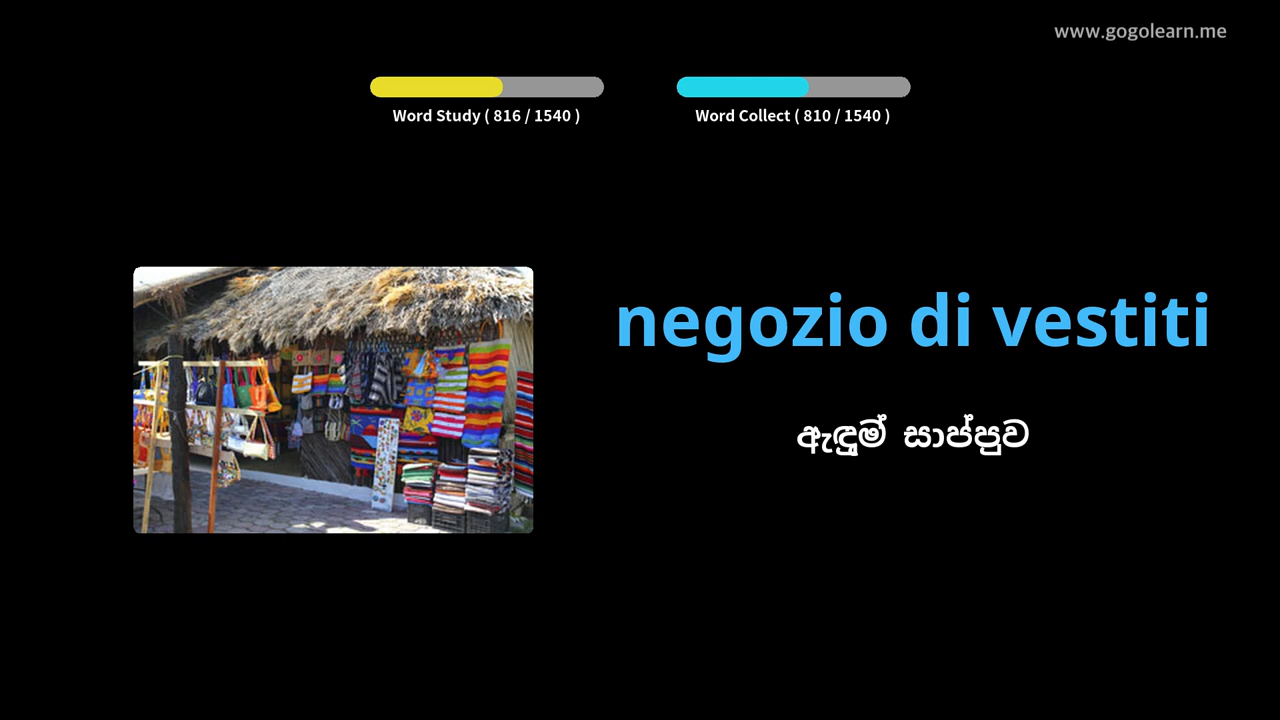 www.gogolearn.me
Word Study ( 816 / 1540 )
Word Collect ( 810 / 1540 )
negozio di vestiti
ඇඳුම් සාප්පුව